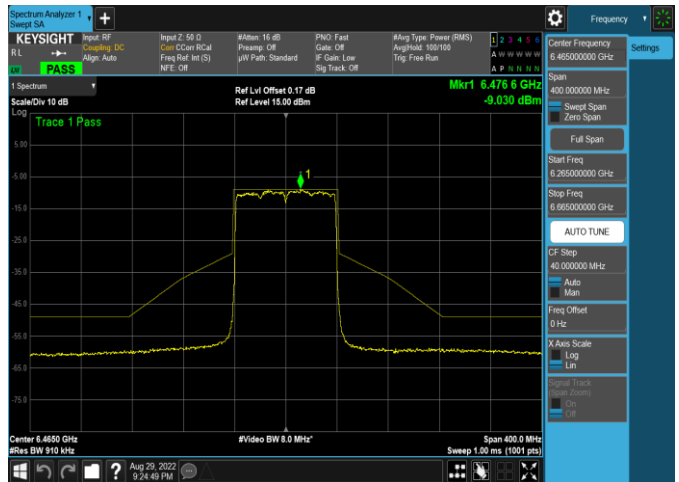 Spectrum Analyzer 1
Swept SA
Frequency
KEYSIGHT
RL
PASS
Input: RF
Coupling: DC
Align: Auto
Input Z: 50 Ω
Corr CCorr RCal
Freq Ref: Int (S)
NFE: Off
#Atten: 16 dB
Preamp: Off
µW Path: Standard
PNO: Fast
Gate: Off
IF Gain: Low
Sig Track: Off
#Avg Type: Power (RMS)
Avg|Hold: 100/100
Trig: Free Run
1 2 3 4 5 6
A W W W W W
A P N N N N
1 Spectrum
Scale/Div 10 dB
Log
Ref Lvl Offset 0.17 dB
Ref Level 15.00 dBm
Mkr1 6.476 6 GHz
-9.030 dBm
Trace 1 Pass
1
5.00
-5.00
-15.0
-25.0
-35.0
-45.0
-55.0
-65.0
-75.0
Center 6.4650 GHz
#Res BW 910 kHz
#Video BW 8.0 MHz*
Span 400.0 MHz
Sweep 1.00 ms (1001 pts)
Aug 29, 2022
9:24:49 PM
Settings
Center Frequency
6.465000000 GHz
Span
400.000000 MHz
Swept Span
Zero Span
Full Span
Start Freq
6.265000000 GHz
Stop Freq
6.665000000 GHz
AUTO TUNE
CF Step
40.000000 MHz
Auto
Man
Freq Offset
0 Hz
X Axis Scale
Log
Lin
Signal Track
(Span Zoom)
On
Off